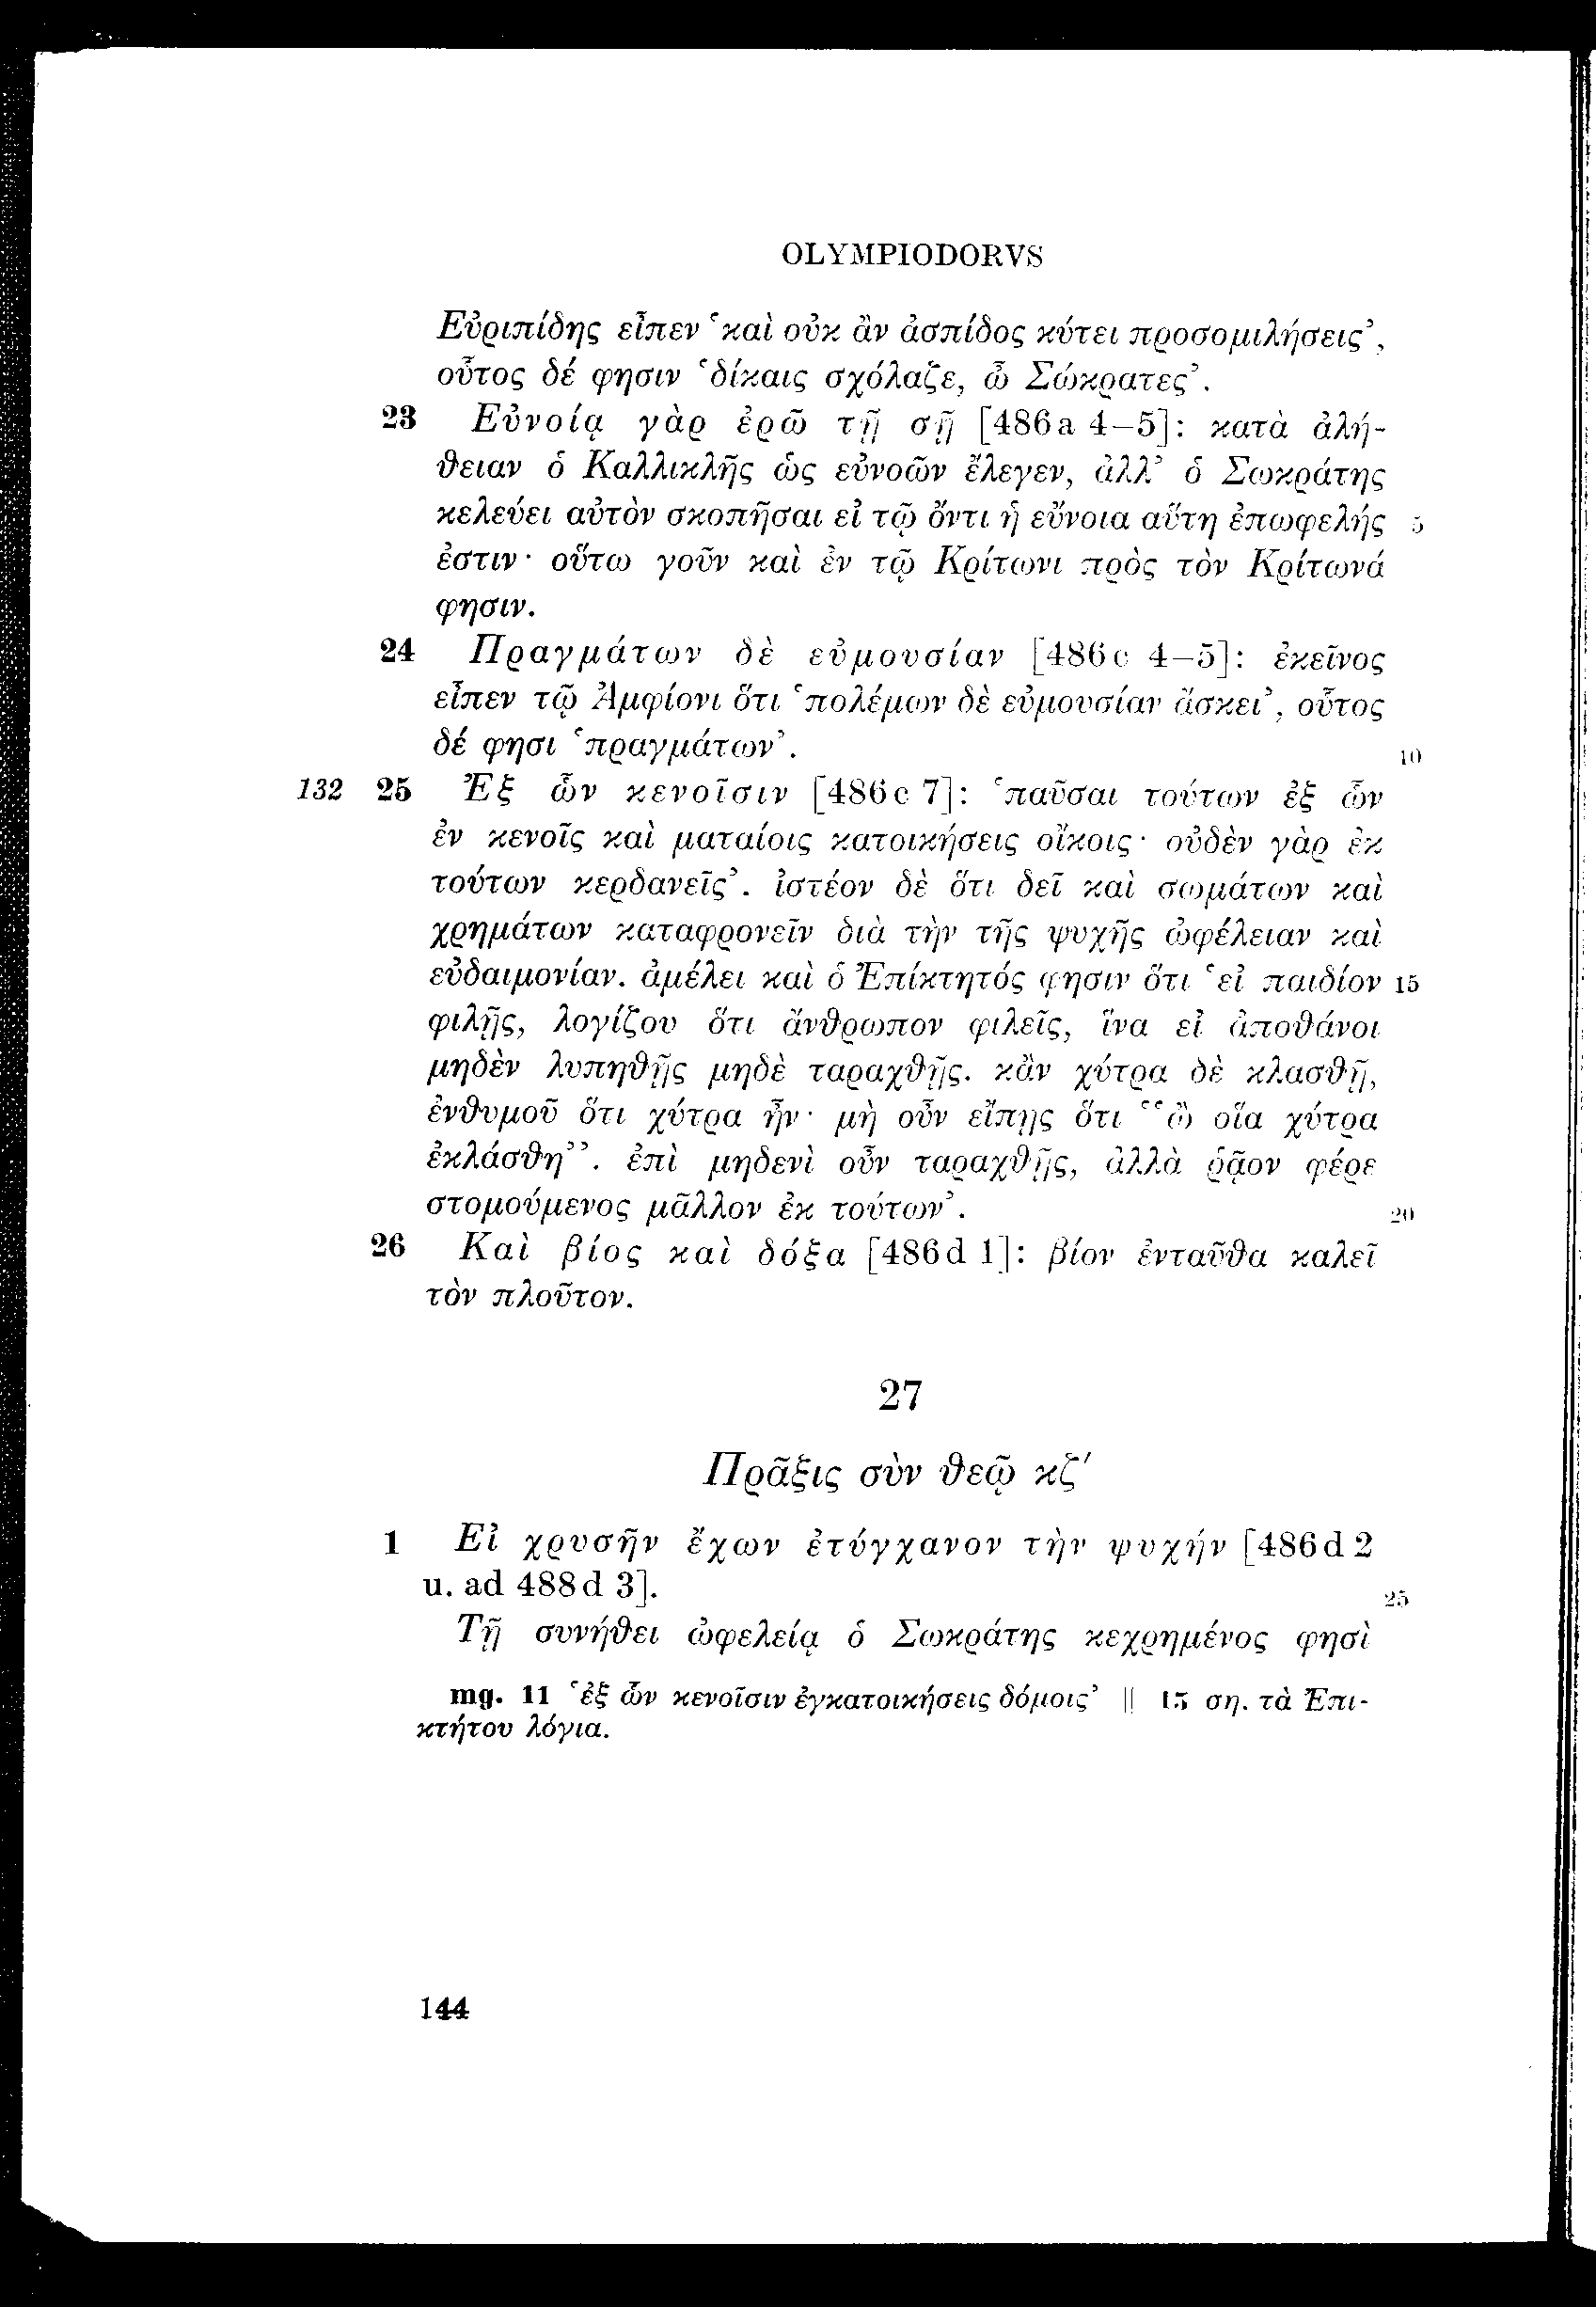 OLYMPIODORVS
Εὐριπίδης εἶπεν ‘καὶ οὐκ ἂν ἀσπίδος κύτει προσομιλήσεις’,
οὗτος δέ φησιν ‘δίκαις σχόλαζε, ὦ Σώκρατες’.
23 Εὐνοίᾳ γὰρ ἐρῶ τῇ σῇ [486a 4–5]: κατὰ ἀλή-
θειαν ὁ Καλλικλῆς ὡς εὐνοῶν ἔλεγεν, ἀλλ’ ὁ Σωκράτης
κελεύει αὐτὸν σκοπῆσαι εἰ τῷ ὄντι ἡ εὔνοια αὕτη ἐπωφελής 5
ἐστιν· οὕτω γοῦν καὶ ἐν τῷ Κρίτωνι πρὸς τὸν Κρίτωνά
φησιν.
24 Πραγμάτων δὲ εὐμουσίαν [486c 4–5]: ἐκεῖνος
εἶπεν τῷ Ἀμφίονι ὅτι ‘πολέμων δὲ εὐμουσίαν ἄσκει’, οὗτος
δέ φησι ‘πραγμάτων’. 10
132 25 Ἐξ ὧν κενοῖσιν [486c 7]: ‘παῦσαι τούτων ἐξ ὧν
ἐν κενοῖς καὶ ματαίοις κατοικήσεις οἴκοις· οὐδὲν γὰρ ἐκ
τούτων κερδανεῖς’. ἰστέον δὲ ὅτι δεῖ καὶ σωμάτων καὶ
χρημάτων καταφρονεῖν διὰ τὴν τῆς ψυχῆς ὠφέλειαν καὶ
εὐδαιμονίαν. ἀμέλει καὶ ὁ Ἐπίκτητός φησιν ὅτι ‘εἰ παιδίον 15
φιλῇς, λογίζου ὅτι ἄνθρωπον φιλεῖς, ἵνα εἰ ἀποθάνοι
μηδὲν λυπηθῇς μηδὲ ταραχθῇς. κἂν χύτρα δὲ κλασθῇ,
ἐνθυμοῦ ὅτι χύτρα ἦν· μὴ οὖν εἴπῃς ὅτι “ὢ οἵα χύτρα
ἐκλάσθη”. ἐπὶ μηδενὶ οὖν ταραχθῇς, ἀλλὰ ῥᾷον φέρε
στομούμενος μᾶλλον ἐκ τούτων’. 20
26 Καὶ βίος καὶ δόξα [486d 1]: βίον ἐνταῦθα καλεῖ
τὸν πλοῦτον.
27
Πρᾶξις σὺν θεῷ κζ′
1 Εἰ χρυσῆν ἔχων ἐτύγχανον τὴν ψυχήν [486d 2
u. ad 488d 3]. 25
Τῇ συνήθει ὠφελείᾳ ὁ Σωκράτης κεχρημένος φησὶ
mg. 11 ‘ἐξ ὧν κενοῖσιν ἐγκατοικήσεις δόμοις’ || 15 ση. τὰ Ἐπι-
κτήτου λόγια.
144